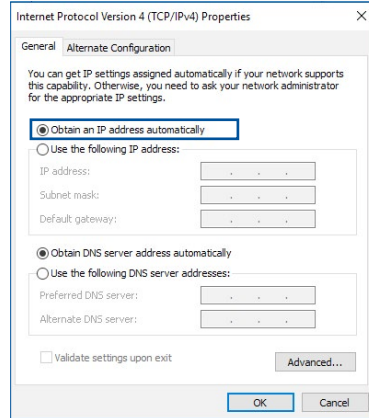 Internet Protocol Version 4 (TCP/IPv4) Properties
General Alternate Configuration
You can get IP settings assigned automatically if your network supports
this capability. Otherwise, you need to ask your network administrator
for the appropriate IP settings.
Obtain an IP address automatically
Use the following IP address:
IP address:
Subnet mask:
Default gateway:
Obtain DNS server address automatically
Use the following DNS server addresses:
Preferred DNS server:
Alternate DNS server:
Validate settings upon exit
Advanced...
OK Cancel